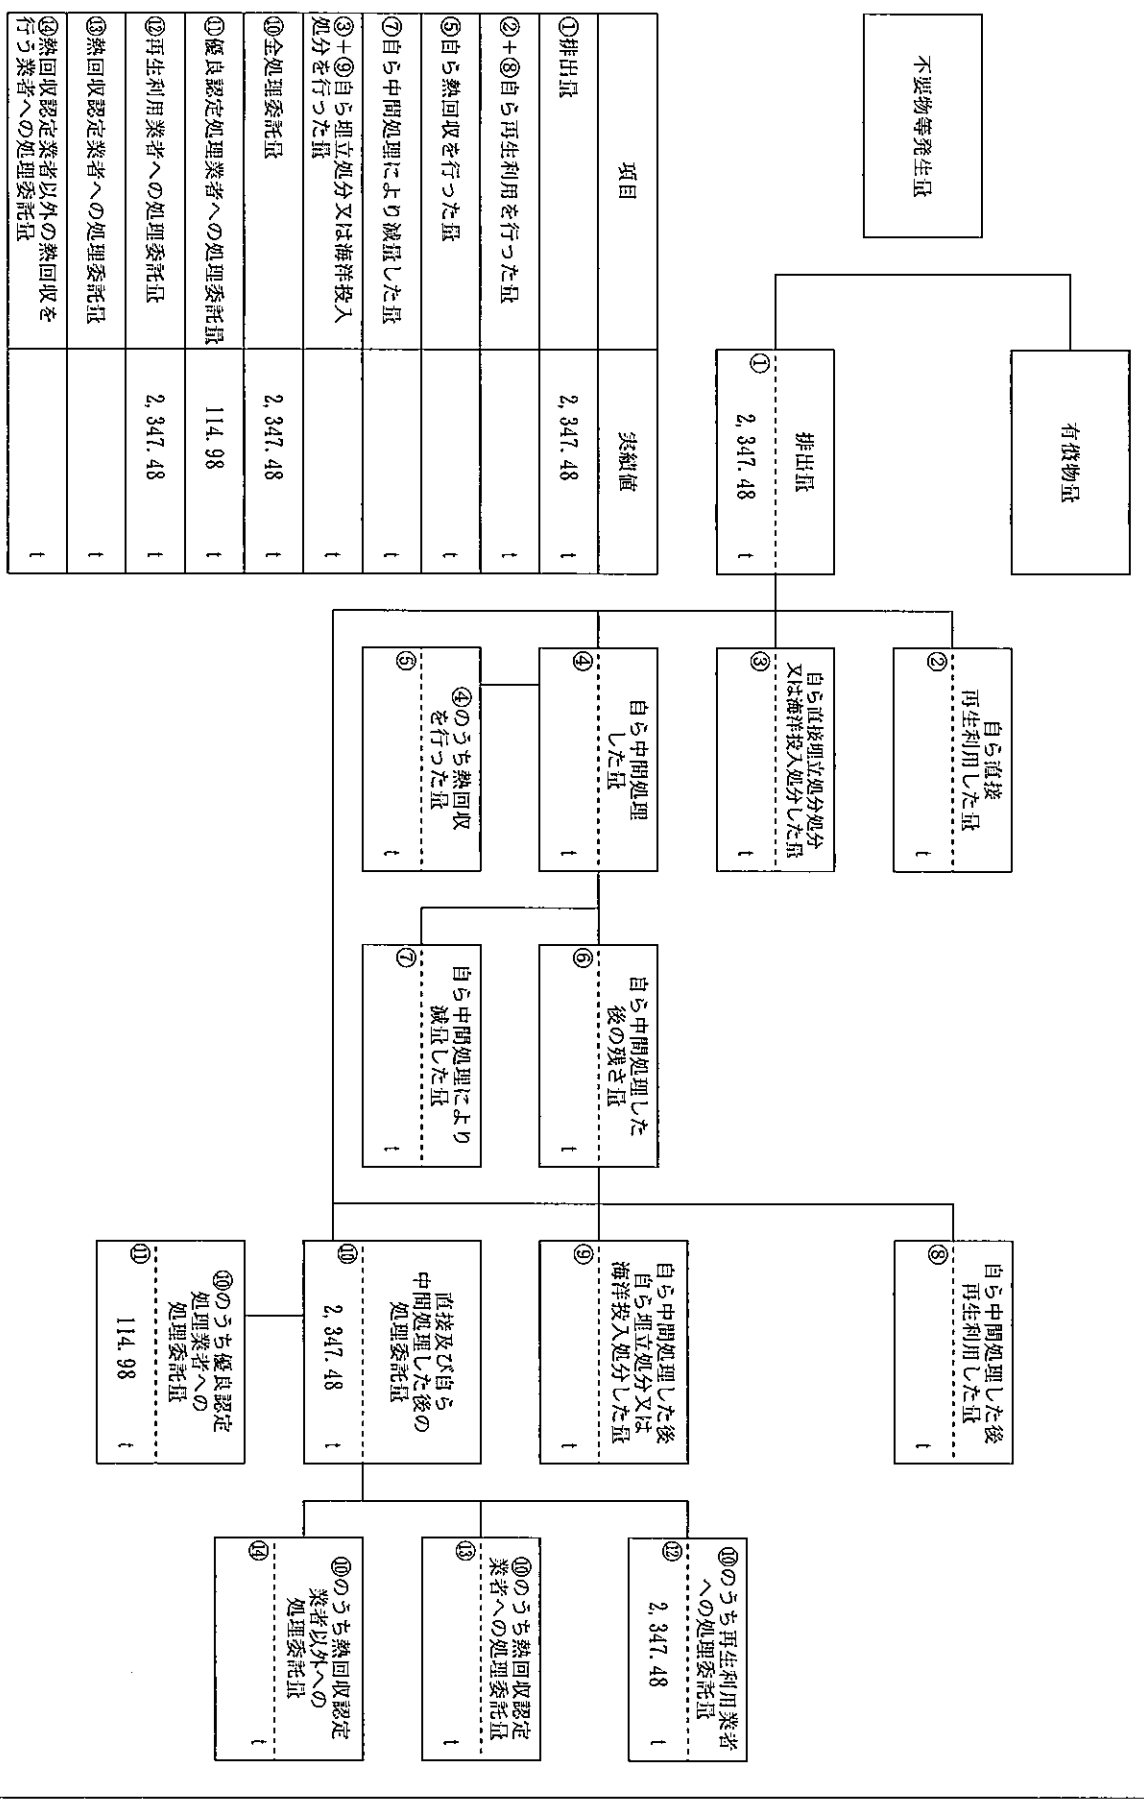 不要物等発生量
有償物量
排出量
① 2,347.48 t
自ら直接
再生利用した量
② t
自ら直接埋立処分処分
又は海洋投入処分した量
③ t
自ら中間処理
した量
④ t
④のうち熱回収
を行った量
⑤ t
自ら中間処理した
後の残さ量
⑥ t
自ら中間処理により
減量した量
⑦ t
自ら中間処理した後
再生利用した量
⑧ t
自ら中間処理した後
自ら埋立処分又は
海洋投入処分した量
⑨ t
直接及び自ら
中間処理した後の
処理委託量
⑩ 2,347.48 t
⑩のうち優良認定
処理業者への
処理委託量
⑪ 114.98 t
⑩のうち再生利用業者
への処理委託量
⑫ 2,347.48 t
⑩のうち熱回収認定
業者への処理委託量
⑬ t
⑩のうち熱回収認定
業者以外への
処理委託量
⑭ t
項目 実績値
①排出量 2,347.48 t
②+⑧自ら再生利用を行った量 t
⑤自ら熱回収を行った量 t
⑦自ら中間処理により減量した量 t
③+⑨自ら埋立処分又は海洋投入
処分を行った量 t
⑩全処理委託量 2,347.48 t
⑪優良認定処理業者への処理委託量 114.98 t
⑫再生利用業者への処理委託量 2,347.48 t
⑬熱回収認定業者への処理委託量 t
⑭熱回収認定業者以外の熱回収を
行う業者への処理委託量 t